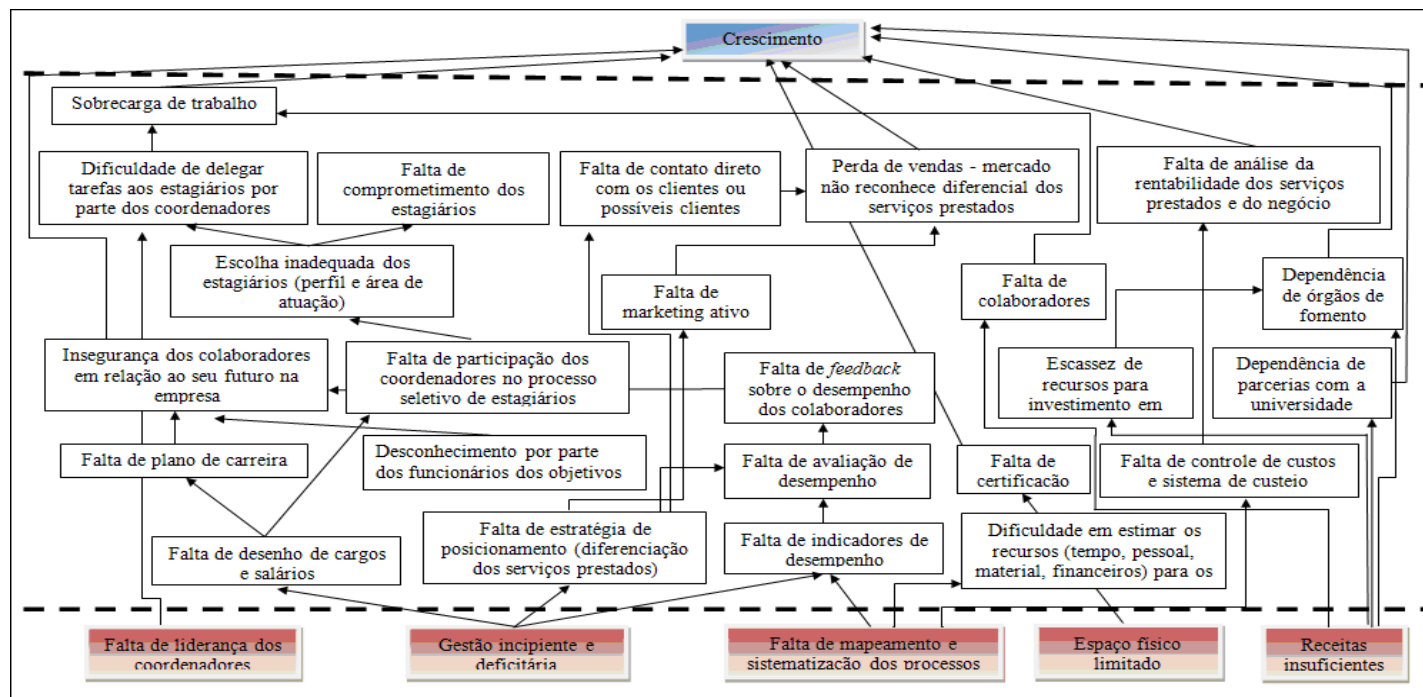 Crescimento
Sobrecarga de trabalho
Dificuldade de delegar
tarefas aos estagiários por
parte dos coordenadores
Falta de
comprometimento dos
estagiários
Falta de contato direto
com os clientes ou
possíveis clientes
Perda de vendas - mercado
não reconhece diferencial dos
serviços prestados
Falta de análise da
rentabilidade dos serviços
prestados e do negócio
Escolha inadequada dos
estagiários (perfil e área de
atuação)
Falta de
marketing ativo
Falta de
colaboradores
Dependência
de órgãos de
fomento
Insegurança dos colaboradores
em relação ao seu futuro na
empresa
Falta de participação dos
coordenadores no processo
seletivo de estagiários
Falta de feedback
sobre o desempenho
dos colaboradores
Escassez de
recursos para
investimento em
Dependência de
parcerias com a
universidade
Falta de plano de carreira
Desconhecimento por parte
dos funcionários dos objetivos
Falta de avaliação de
desempenho
Falta de
certificação
Falta de controle de custos
e sistema de custeio
Falta de desenho de cargos
e salários
Falta de estratégia de
posicionamento (diferenciação
dos serviços prestados)
Falta de indicadores de
desempenho
Dificuldade em estimar os
recursos (tempo, pessoal,
material, financeiros) para os
Falta de liderança dos
coordenadores
Gestão incipiente e
deficitária
Falta de mapeamento e
sistematização dos processos
Espaço físico
limitado
Receitas
insuficientes